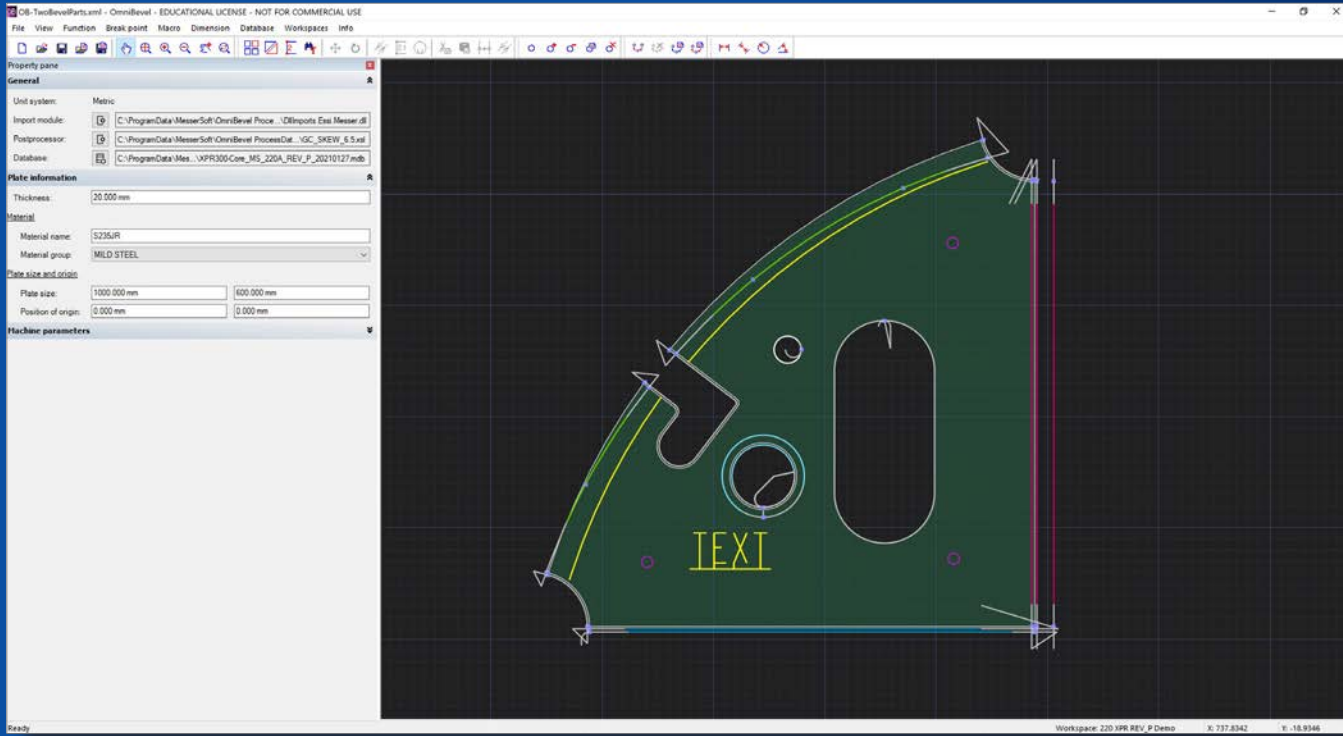 OB-TwoBevelParts.xml - OmniBevel - EDUCATIONAL LICENSE - NOT FOR COMMERCIAL USE
File View Function Break point Macro Dimension Database Workspaces Info
Property pane
General
Unit system: Metric
Import module: C:\ProgramData\MesserSoft\OmniBevel Proce...\DllImports Essi.Messer.dl
Postprocessor: C:\ProgramData\MesserSoft\OmniBevel ProcessDat...\GC_SKEW_6.5.xsl
Database: C:\ProgramData\Mes...\XPR300-Core_MS_220A_REV_P_20210127.mdb
Plate information
Thickness: 20.000 mm
Material
Material name: S235JR
Material group: MILD STEEL
Plate size and origin
Plate size: 1000.000 mm 600.000 mm
Position of origin: 0.000 mm 0.000 mm
Machine parameters
TEXT
Ready Workspace: 220 XPR REV_P Demo X: 737.8342 Y: -18.9346